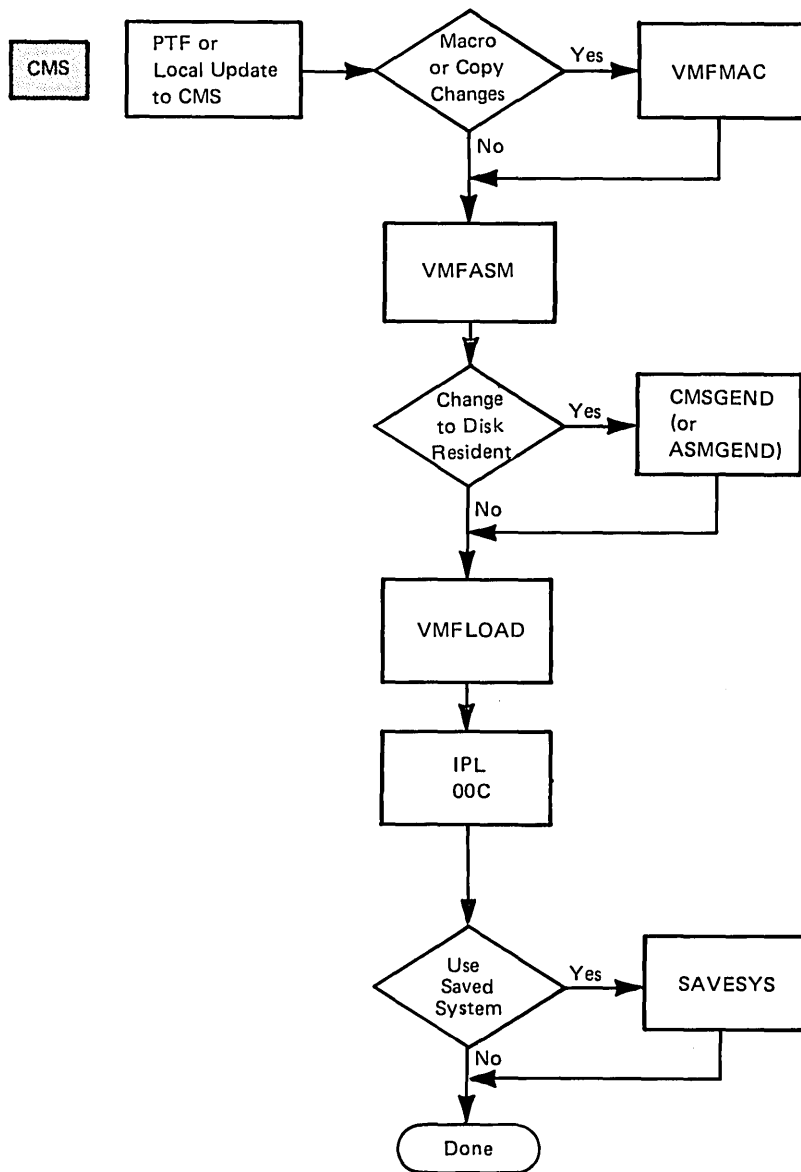 CMS
PTF or
Local Update
to CMS
Macro
or Copy
Changes
Yes
VMFMAC
No
VMFASM
Change
to Disk
Resident
Yes
CMSGEND
(or
ASMGEND)
No
VMFLOAD
IPL
00C
Use
Saved
System
Yes
SAVESYS
No
Done